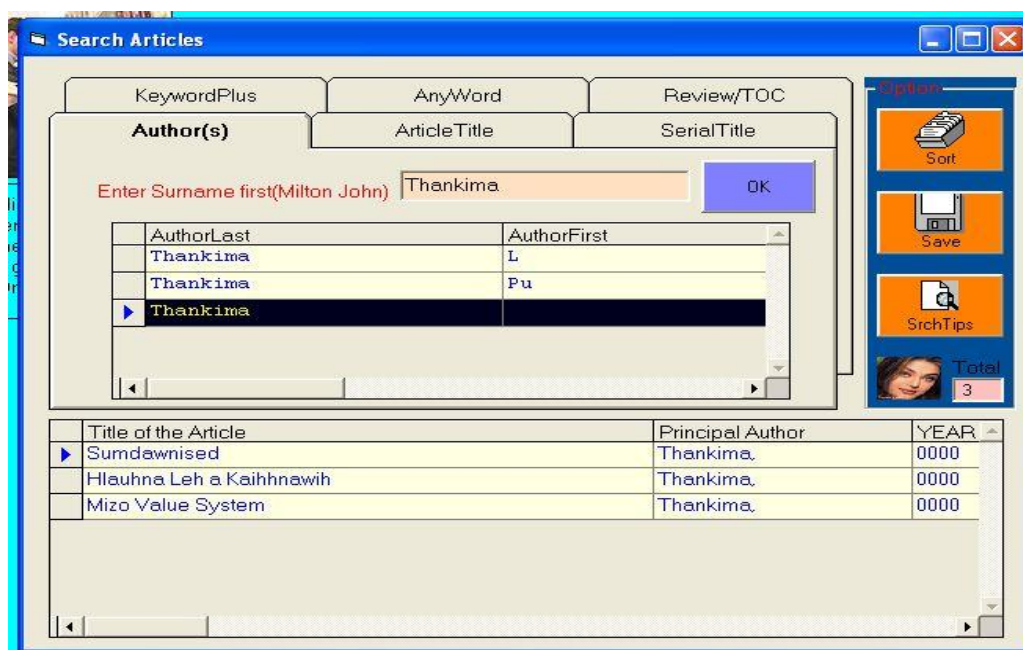 Search Articles
KeywordPlus AnyWord Review/TOC
Author(s) ArticleTitle SerialTitle
Enter Surname first(Milton John) Thankima OK
AuthorLast AuthorFirst
Thankima L
Thankima Pu
Thankima
Option
Sort
Save
SrchTips
Total
3
Title of the Article Principal Author YEAR
Sumdawnised Thankima, 0000
Hlauhna Leh a Kaihhnawih Thankima, 0000
Mizo Value System Thankima, 0000